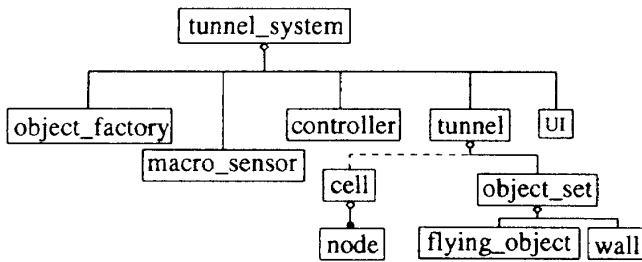 tunnel_system
object_factory
macro_sensor
controller
tunnel
UI
cell
object_set
node
flying_object
wall